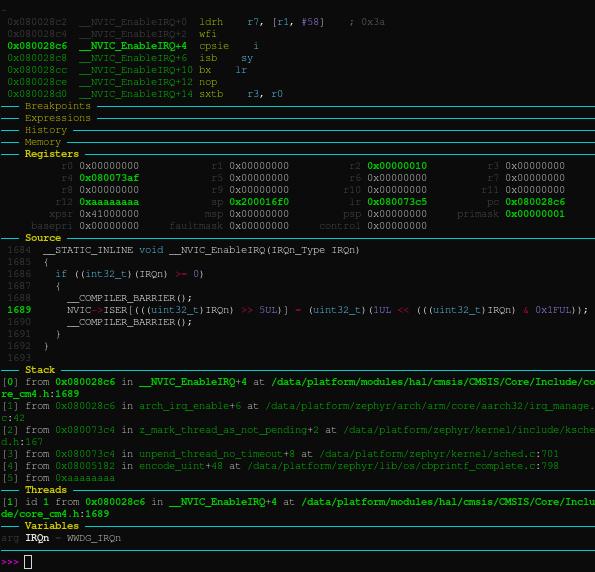 0x080028c2 __NVIC_EnableIRQ+0 ldrh r7, [r1, #58] ; 0x3a
0x080028c4 __NVIC_EnableIRQ+2 wfi
0x080028c6 __NVIC_EnableIRQ+4 cpsie i
0x080028c8 __NVIC_EnableIRQ+6 isb sy
0x080028cc __NVIC_EnableIRQ+10 bx lr
0x080028ce __NVIC_EnableIRQ+12 nop
0x080028d0 __NVIC_EnableIRQ+14 sxtb r3, r0
Breakpoints
Expressions
History
Memory
Registers
r0 0x00000000 r1 0x00000000 r2 0x00000010 r3 0x00000000
r4 0x080073af r5 0x00000000 r6 0x00000000 r7 0x00000000
r8 0x00000000 r9 0x00000000 r10 0x00000000 r11 0x00000000
r12 0xaaaaaaaa sp 0x200016f0 lr 0x080073c5 pc 0x080028c6
xpsr 0x41000000 msp 0x00000000 psp 0x00000000 primask 0x00000001
basepri 0x00000000 faultmask 0x00000000 control 0x00000000
Source
1684 __STATIC_INLINE void __NVIC_EnableIRQ(IRQn_Type IRQn)
1685 {
1686 if ((int32_t)(IRQn) >= 0)
1687 {
1688 __COMPILER_BARRIER();
1689 NVIC->ISER[(((uint32_t)IRQn) >> 5UL)] = (uint32_t)(1UL << (((uint32_t)IRQn) & 0x1FUL));
1690 __COMPILER_BARRIER();
1691 }
1692 }
1693
Stack
[0] from 0x080028c6 in __NVIC_EnableIRQ+4 at /data/platform/modules/hal/cmsis/CMSIS/Core/Include/co
re_cm4.h:1689
[1] from 0x080028c6 in arch_irq_enable+6 at /data/platform/zephyr/arch/arm/core/aarch32/irq_manage.
c:42
[2] from 0x080073c4 in z_mark_thread_as_not_pending+2 at /data/platform/zephyr/kernel/include/ksche
d.h:167
[3] from 0x080073c4 in unpend_thread_no_timeout+8 at /data/platform/zephyr/kernel/sched.c:701
[4] from 0x08005182 in encode_uint+48 at /data/platform/zephyr/lib/os/cbprintf_complete.c:798
[5] from 0xaaaaaaaa
Threads
[1] id 1 from 0x080028c6 in __NVIC_EnableIRQ+4 at /data/platform/modules/hal/cmsis/CMSIS/Core/Inclu
de/core_cm4.h:1689
Variables
arg IRQn = WWDG_IRQn
>>>